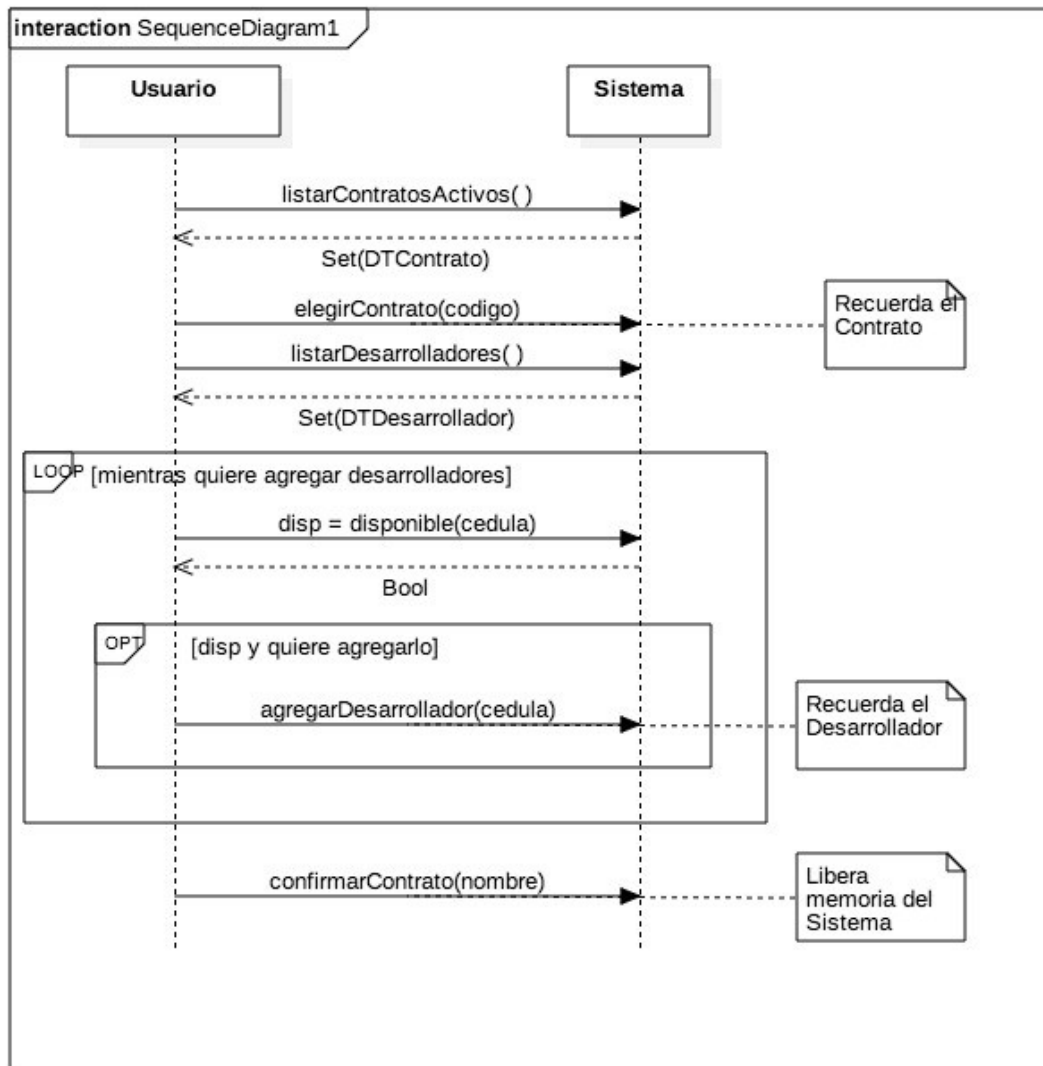 interaction SequenceDiagram1
Usuario
Sistema
listarContratosActivos( )
Set(DTContrato)
elegirContrato(codigo)
Recuerda el
Contrato
listarDesarrolladores( )
Set(DTDesarrollador)
LOOP [mientras quiere agregar desarrolladores]
disp = disponible(cedula)
Bool
OPT [disp y quiere agregarlo]
agregarDesarrollador(cedula)
Recuerda el
Desarrollador
confirmarContrato(nombre)
Libera
memoria del
Sistema